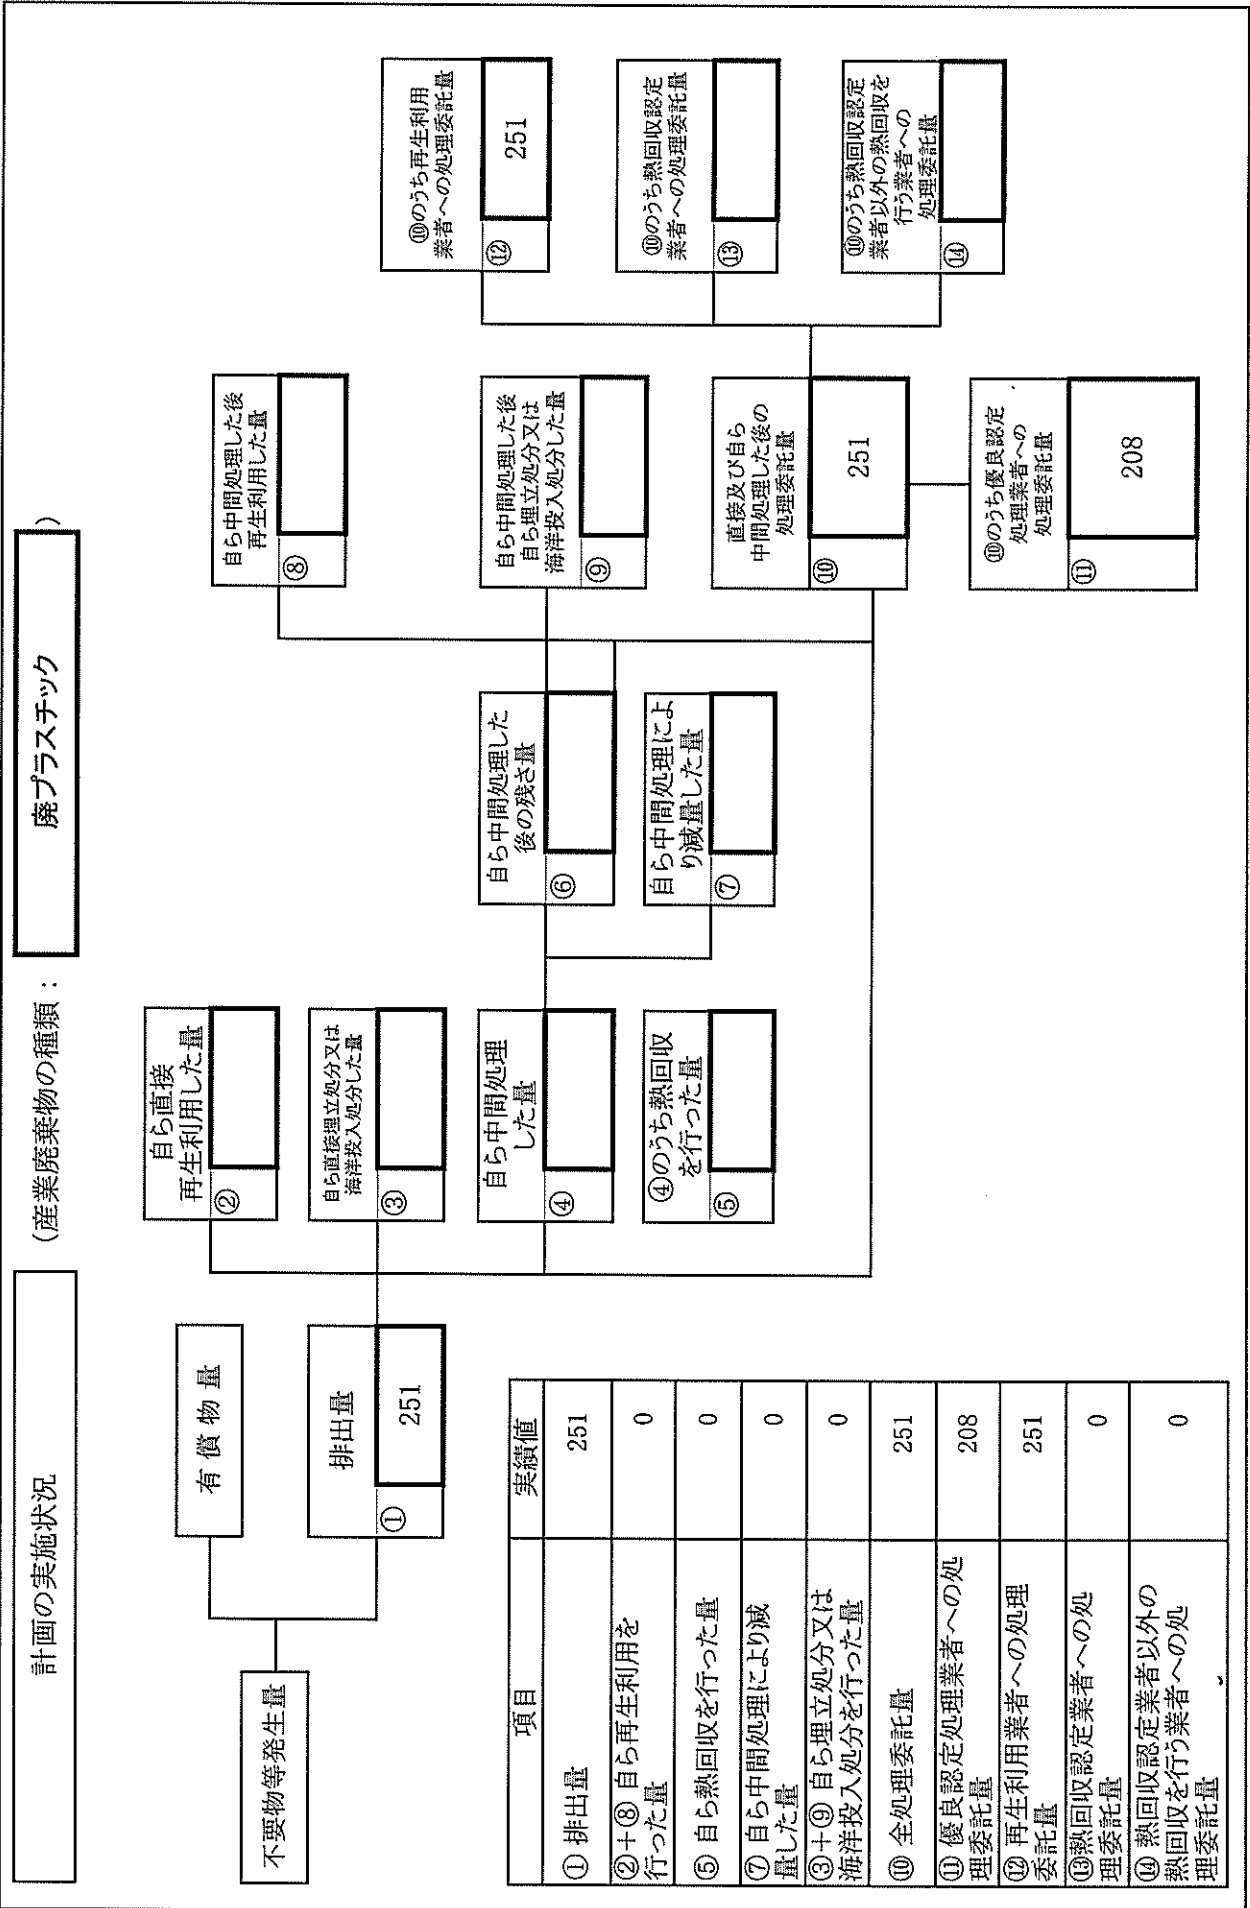 計画の実施状況
(産業廃棄物の種類:
廃プラスチック
)
不要物等発生量
有償物量
排出量
①
251
自ら直接
再生利用した量
②
自ら直接埋立処分又は
海洋投入処分した量
③
自ら中間処理
した量
④
④のうち熱回収
を行った量
⑤
自ら中間処理した
後の残さ量
⑥
自ら中間処理によ
り減量した量
⑦
自ら中間処理した後
再生利用した量
⑧
自ら中間処理した後
自ら埋立処分又は
海洋投入処分した量
⑨
直接及び自ら
中間処理した後の
処理委託量
⑩
251
⑩のうち優良認定
処理業者への
処理委託量
⑪
208
⑩のうち再生利用
業者への処理委託量
⑫
251
⑩のうち熱回収認定
業者への処理委託量
⑬
⑩のうち熱回収認定
業者以外の熱回収を
行う業者への
処理委託量
⑭
項目 実績値
①排出量 251
②+⑧ 自ら再生利用を
行った量 0
⑤ 自ら熱回収を行った量 0
⑦ 自ら中間処理により減
量した量 0
③+⑨ 自ら埋立処分又は
海洋投入処分を行った量 0
⑩ 全処理委託量 251
⑪ 優良認定処理業者への処
理委託量 208
⑫ 再生利用業者への処理
委託量 251
⑬熱回収認定業者への処
理委託量 0
⑭ 熱回収認定業者以外の
熱回収を行う業者への処
理委託量 0